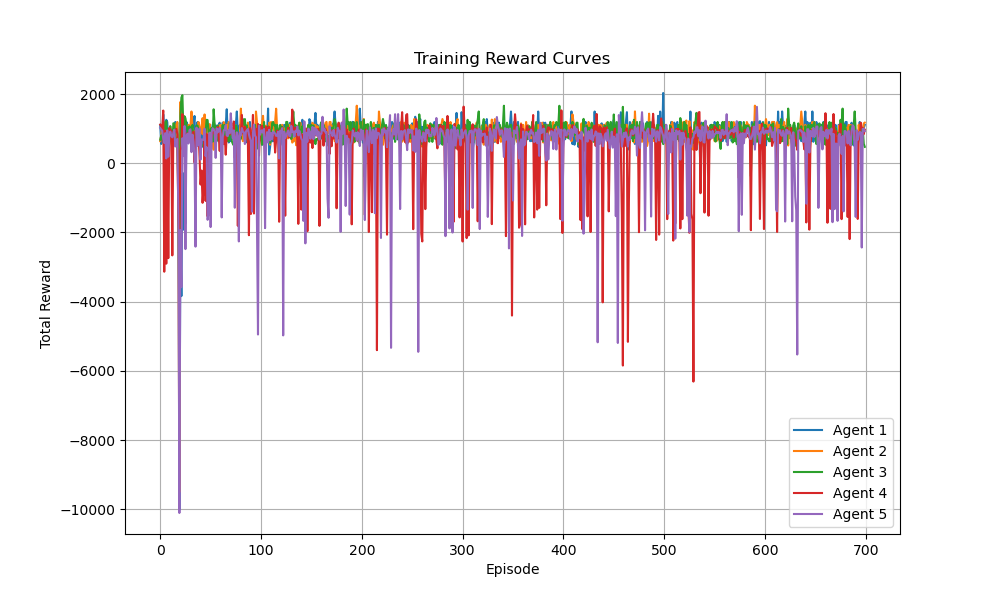 Training Reward Curves
2000
0
−2000
−4000
−6000
−8000
−10000
Total Reward
0 100 200 300 400 500 600 700
Episode
Agent 1
Agent 2
Agent 3
Agent 4
Agent 5